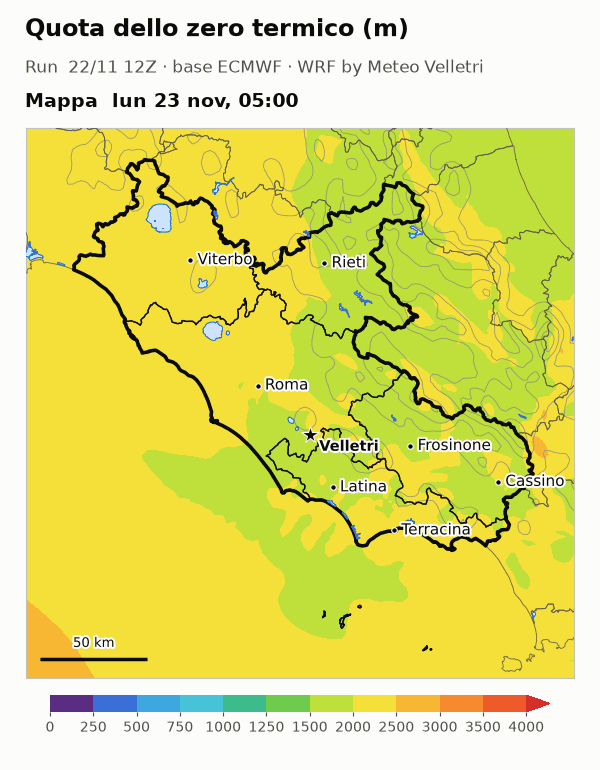 Quota dello zero termico (m)
Run  22/11 12Z · base ECMWF · WRF by Meteo Velletri
Mappa  lun 23 nov, 05:00
Viterbo
Rieti
Roma
Velletri
Frosinone
Cassino
Latina
Terracina
50 km
0 250 500 750 1000 1250 1500 2000 2500 3000 3500 4000